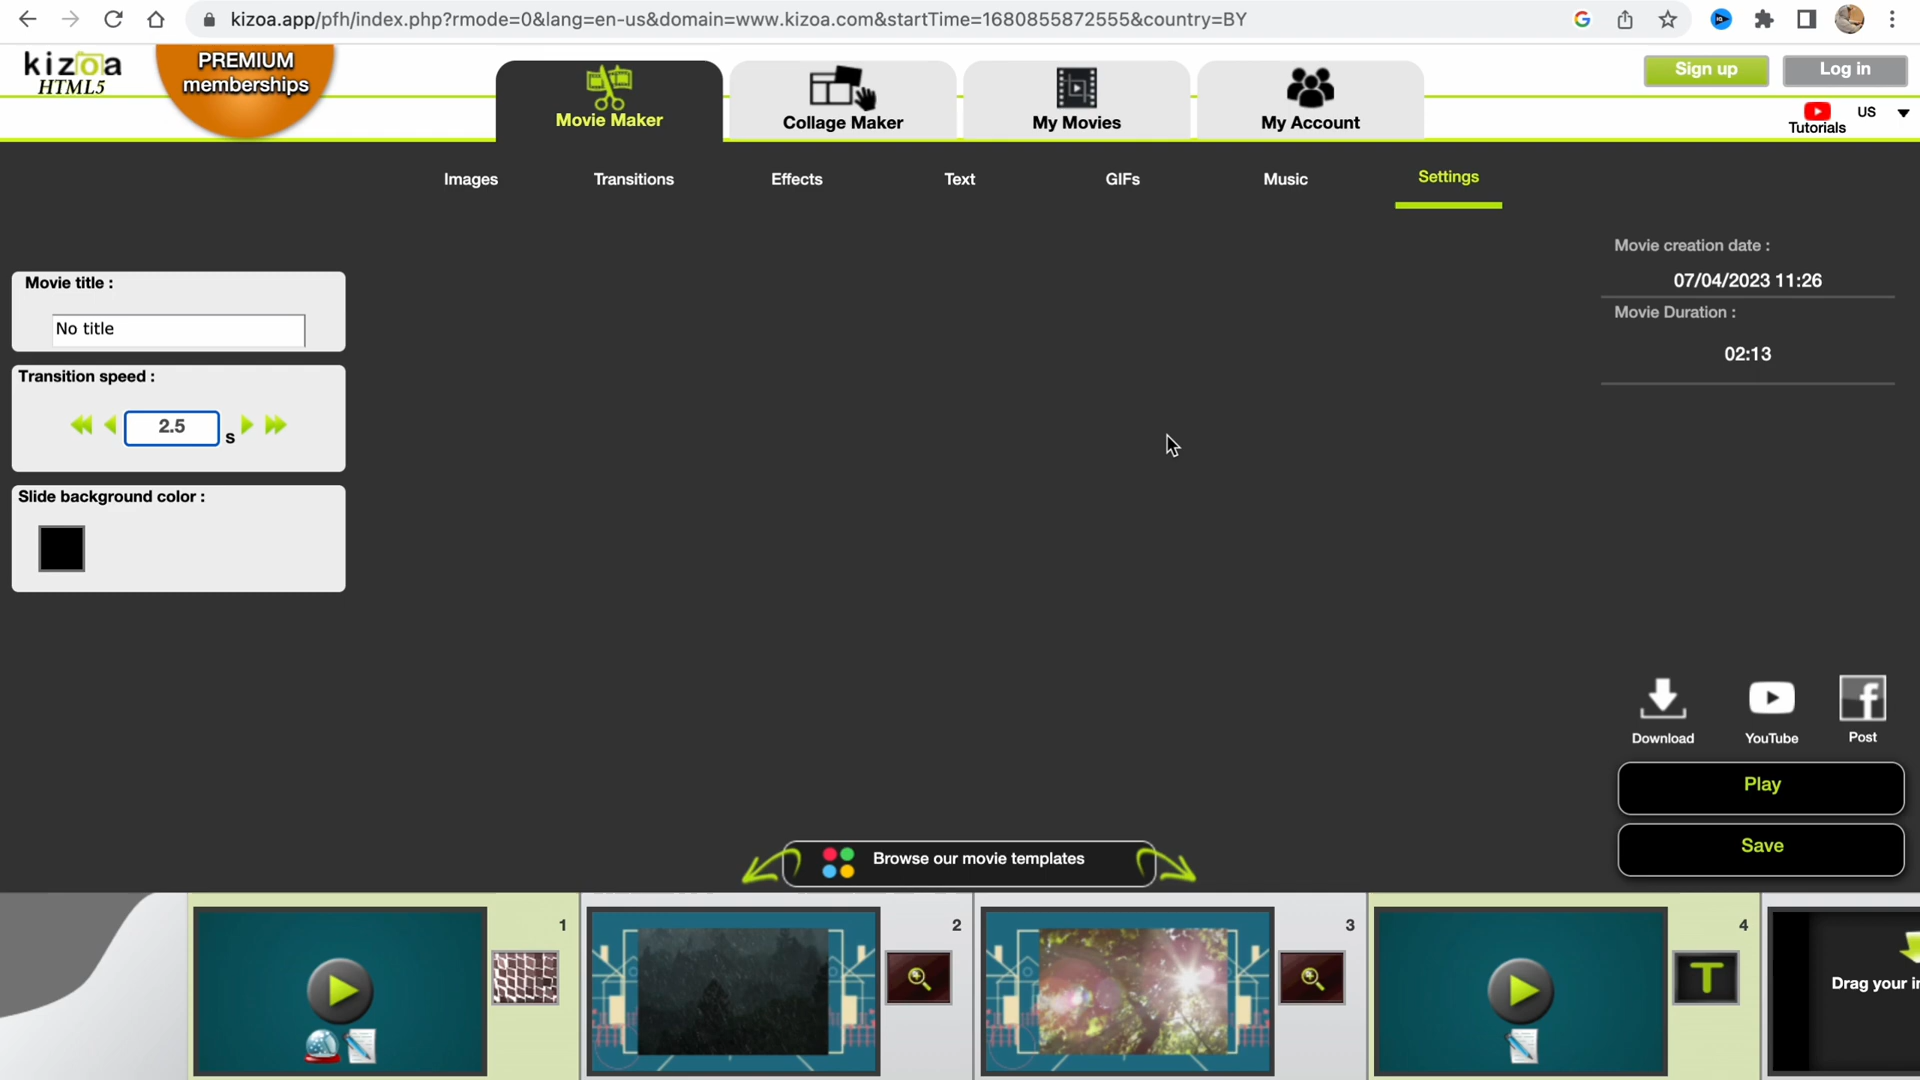 kizoa.app/pfh/index.php?rmode=0&lang=en-us&domain=www.kizoa.com&startTime=1680855872555&country=BY
kizoa
HTML5
PREMIUM
memberships
Movie Maker
Collage Maker
My Movies
My Account
Sign up
Log in
Tutorials
US
Images
Transitions
Effects
Text
GIFs
Music
Settings
Movie title :
No title
Transition speed :
2.5
s
Slide background color :
Movie creation date :
07/04/2023 11:26
Movie Duration :
02:13
Download
YouTube
Post
Play
Save
Browse our movie templates
1
2
3
4
T
Drag your